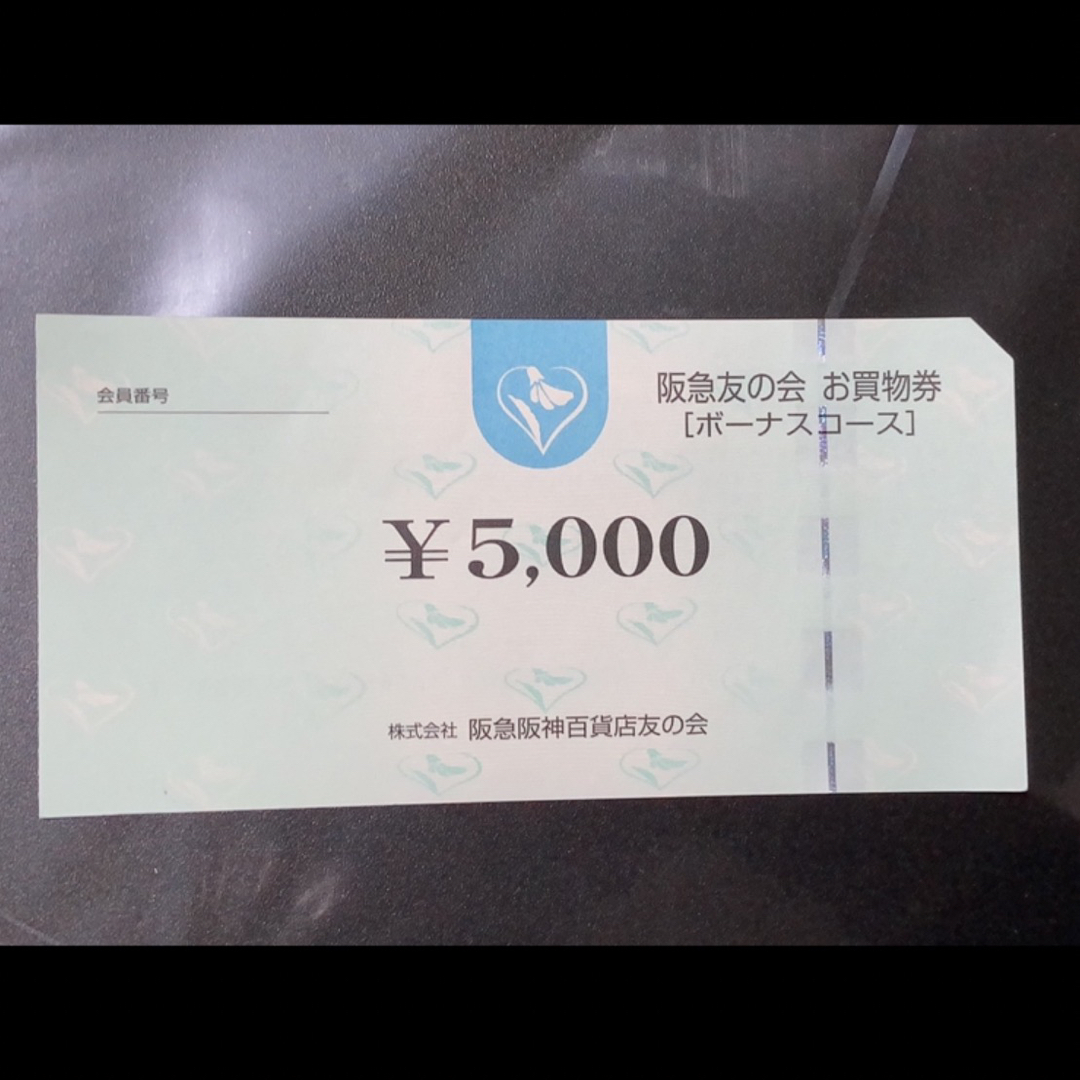 会員番号
阪急友の会 お買物券
[ボーナスコース]
¥5,000
株式会社 阪急阪神百貨店友の会